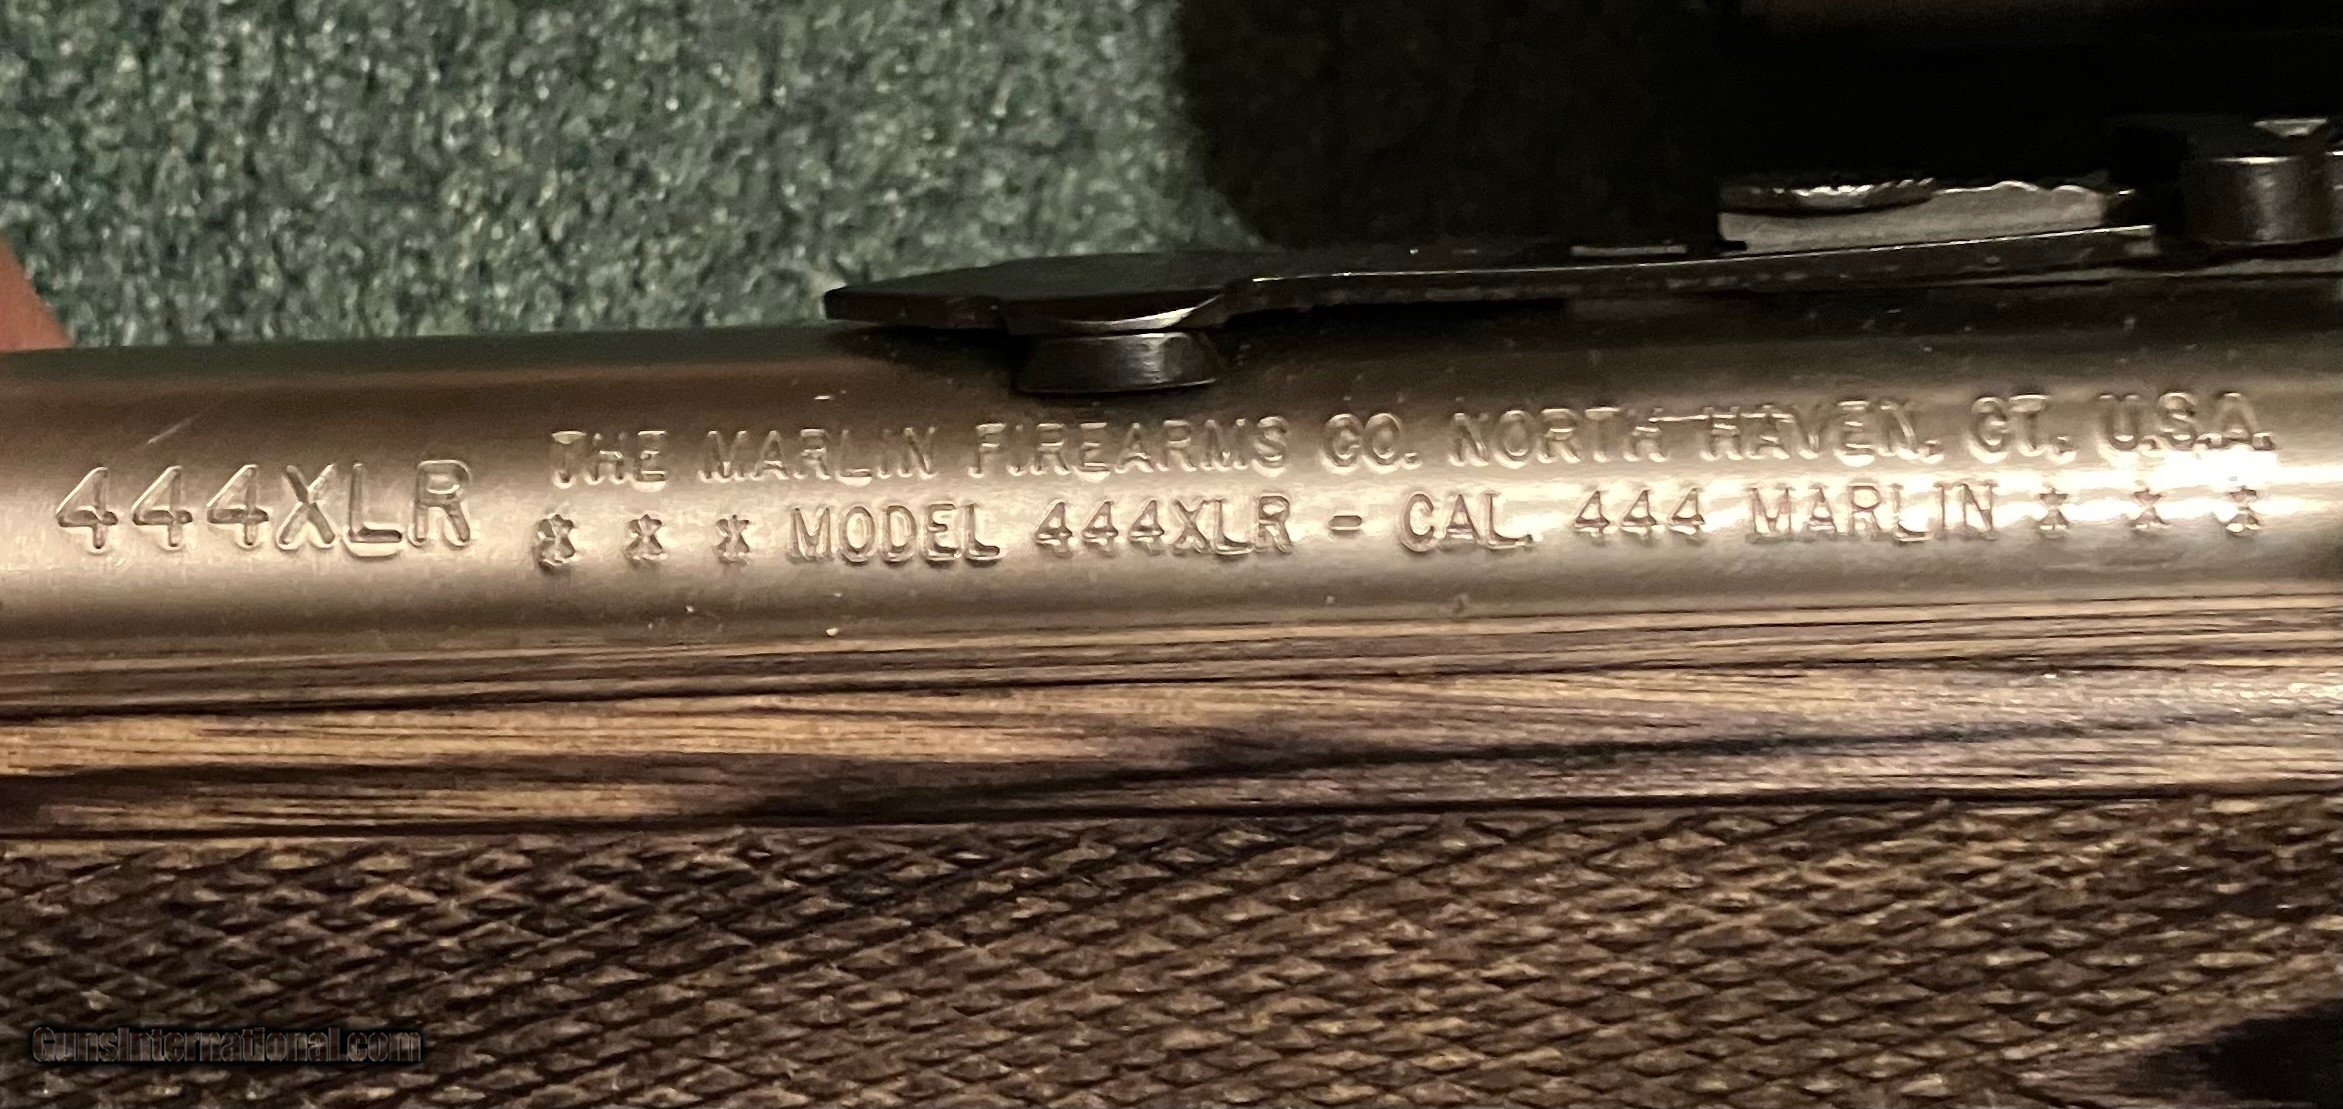 444XLR
THE MARLIN FIREARMS CO. NORTH HAVEN, CT. U.S.A.
* * * MODEL 444XLR - CAL. 444 MARLIN * * *
GunsInternational.com